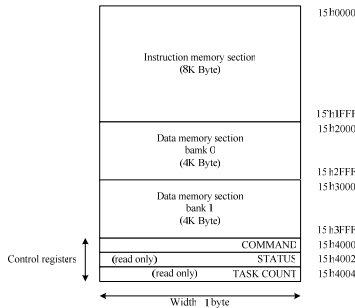 15'h0000
Instruction memory section
(8K Byte)
15'h1FFF
15'h2000
Data memory section
bamk 0
(4K Byte)
15'h2FFF
15'h3000
Data memory section
bank 1
(4K Byte)
15'h3FFF
COMMAND 15'h4000
Control registers (read only) STATUS 15'h4002
(read only) TASK COUNT 15'h4004
Width 1byte